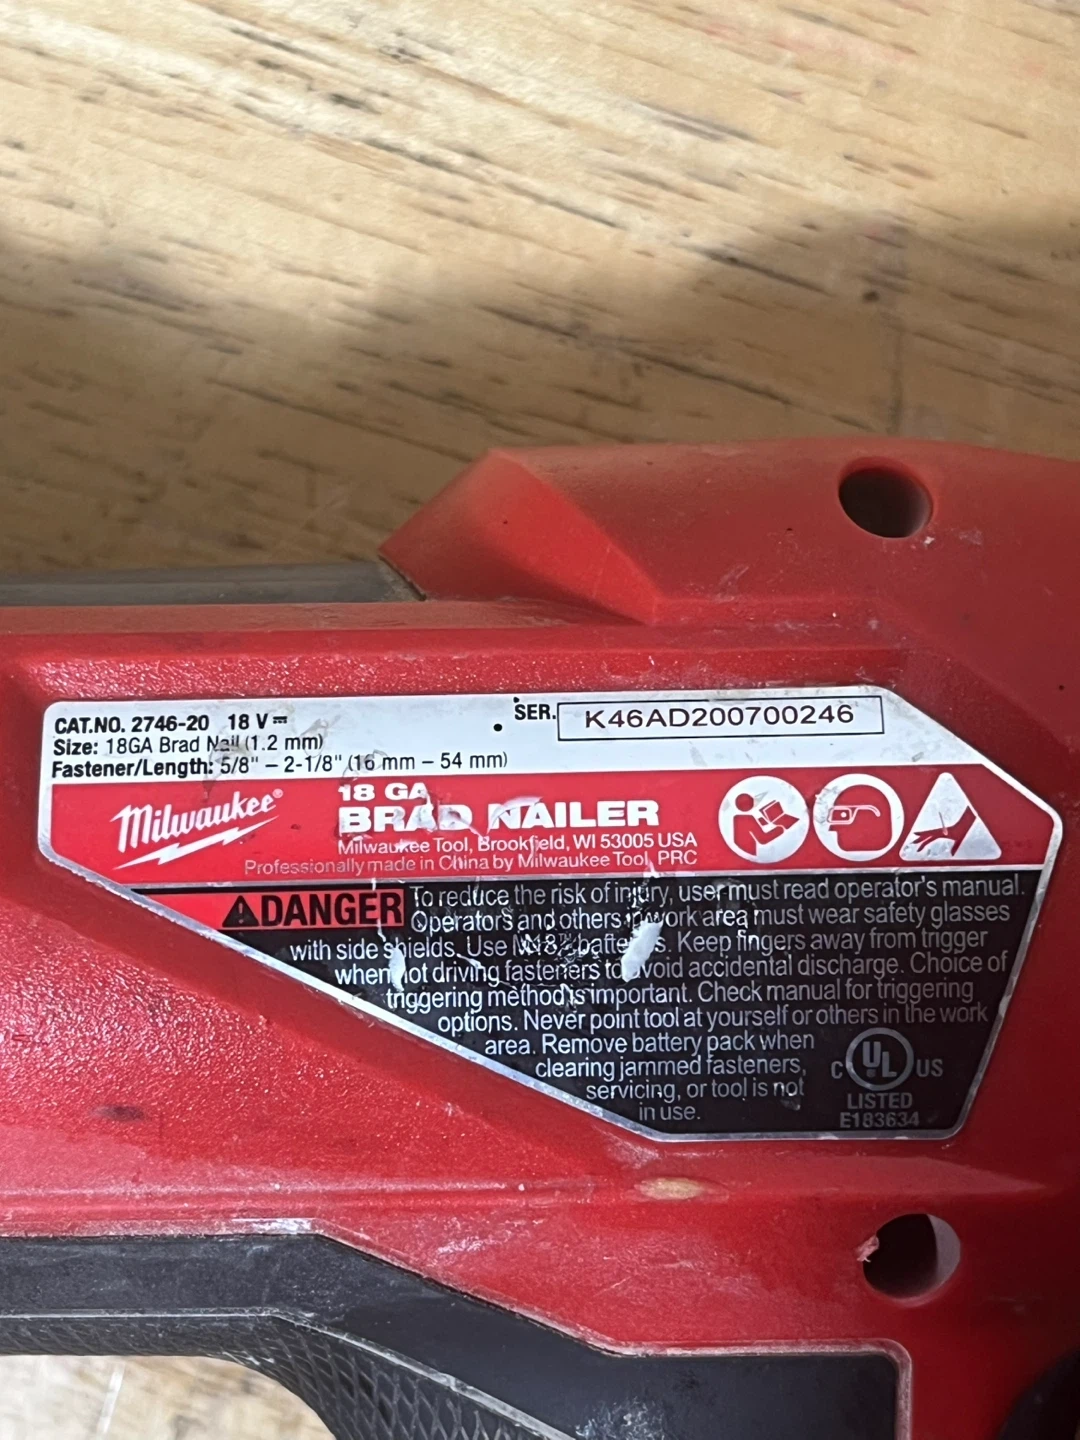 CAT.NO. 2746-20 18 V⎓
SER. K46AD200700246
Size: 18GA Brad Nail (1.2 mm)
Fastener/Length: 5/8" – 2-1/8" (16 mm – 54 mm)
Milwaukee®
18 GA
BRAD NAILER
Milwaukee Tool, Brookfield, WI 53005 USA
Professionally made in China by Milwaukee Tool, PRC
DANGER To reduce the risk of injury, user must read operator's manual.
Operators and others in work area must wear safety glasses
with side shields. Use M18™ batteries. Keep fingers away from trigger
when not driving fasteners to avoid accidental discharge. Choice of
triggering method is important. Check manual for triggering
options. Never point tool at yourself or others in the work
area. Remove battery pack when
clearing jammed fasteners,
servicing, or tool is not
in use.
C UL US
LISTED
E183634